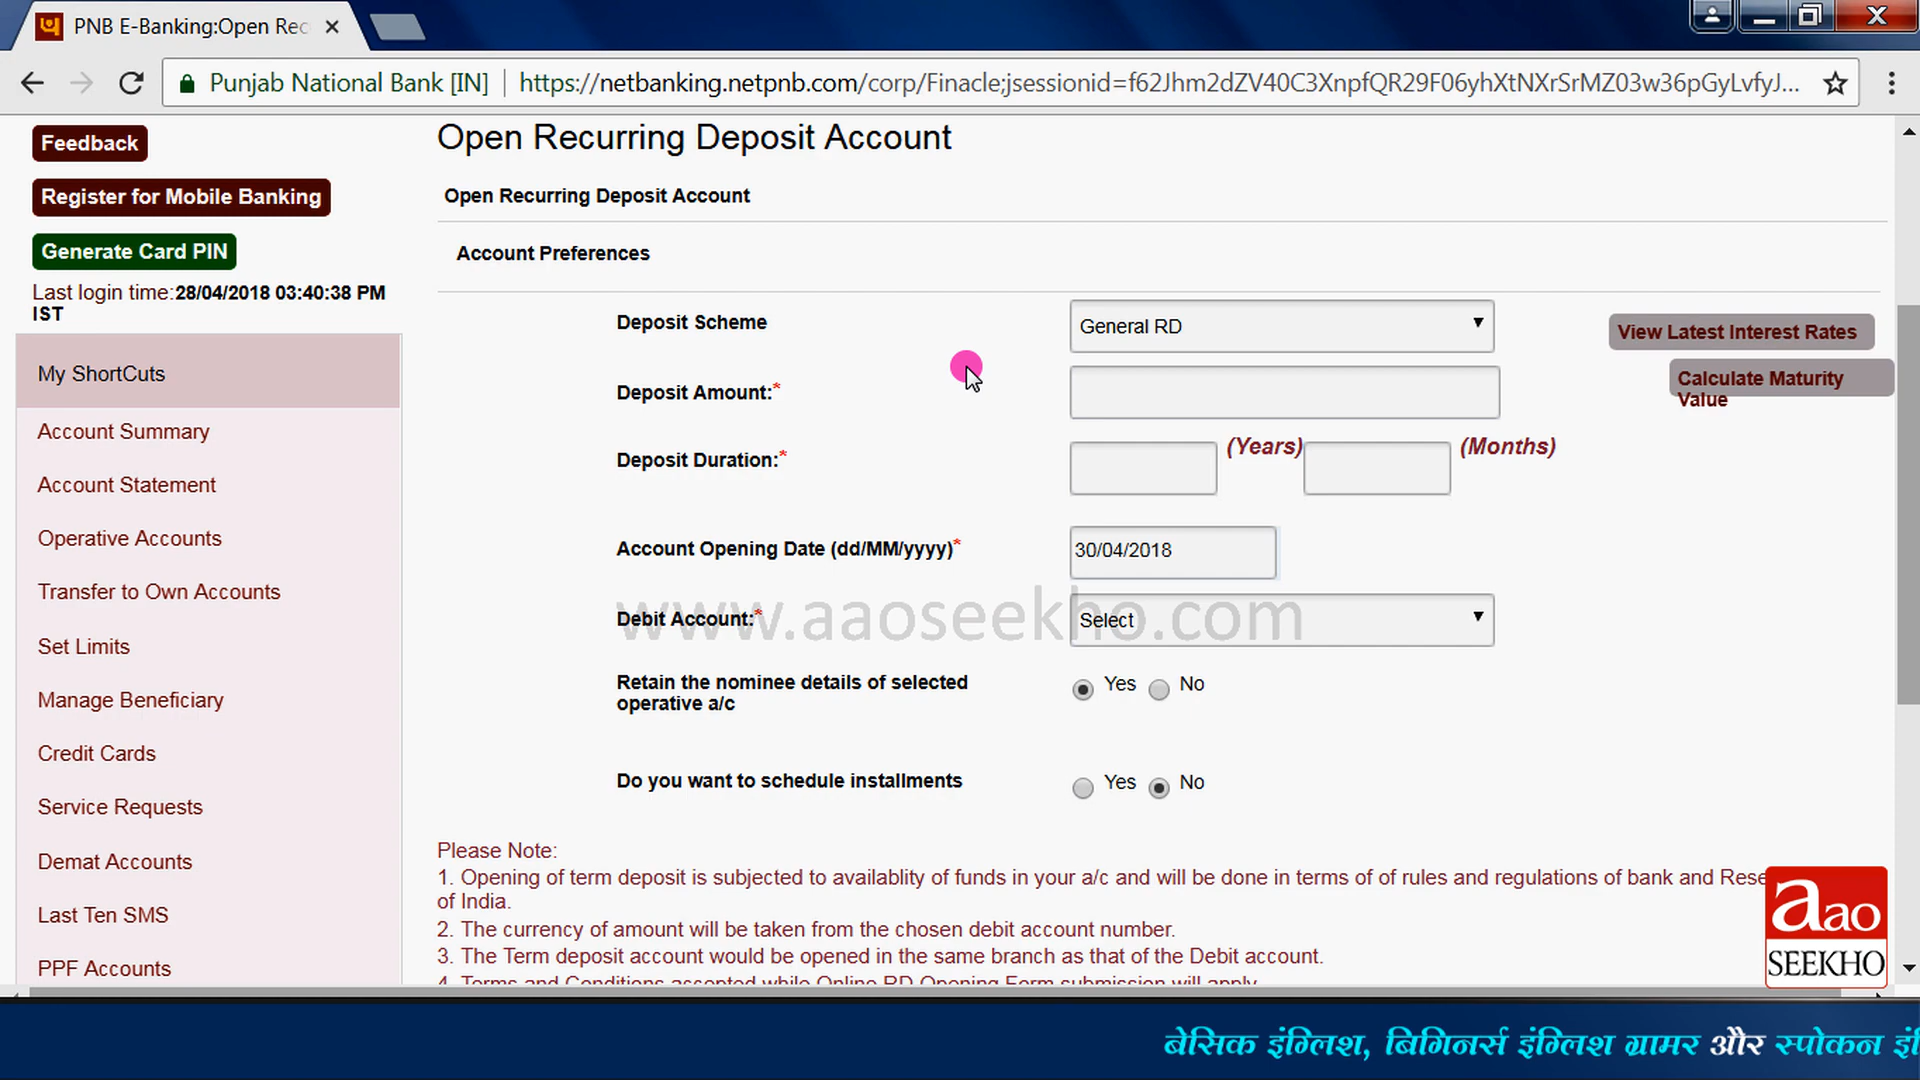 PNB E-Banking:Open Rec
Punjab National Bank [IN]
https://netbanking.netpnb.com/corp/Finacle;jsessionid=f62Jhm2dZV40C3XnpfQR29F06yhXtNXrSrMZ03w36pGyLvfyJ...
Feedback
Register for Mobile Banking
Generate Card PIN
Last login time:28/04/2018 03:40:38 PM
IST
My ShortCuts
Account Summary
Account Statement
Operative Accounts
Transfer to Own Accounts
Set Limits
Manage Beneficiary
Credit Cards
Service Requests
Demat Accounts
Last Ten SMS
PPF Accounts
Open Recurring Deposit Account
Open Recurring Deposit Account
Account Preferences
Deposit Scheme
General RD
View Latest Interest Rates
Calculate Maturity
Value
Deposit Amount:*
Deposit Duration:*
(Years)
(Months)
Account Opening Date (dd/MM/yyyy)*
30/04/2018
www.aaoseekho.com
Debit Account:*
Select
Retain the nominee details of selected
operative a/c
Yes No
Do you want to schedule installments
Yes No
Please Note:
1. Opening of term deposit is subjected to availablity of funds in your a/c and will be done in terms of of rules and regulations of bank and Rese
of India.
2. The currency of amount will be taken from the chosen debit account number.
3. The Term deposit account would be opened in the same branch as that of the Debit account.
4. Terms and Conditions accepted while Online RD Opening Form submission will apply
aao
SEEKHO
बेसिक इंग्लिश, बिगिनर्स इंग्लिश ग्रामर और स्पोकन इं